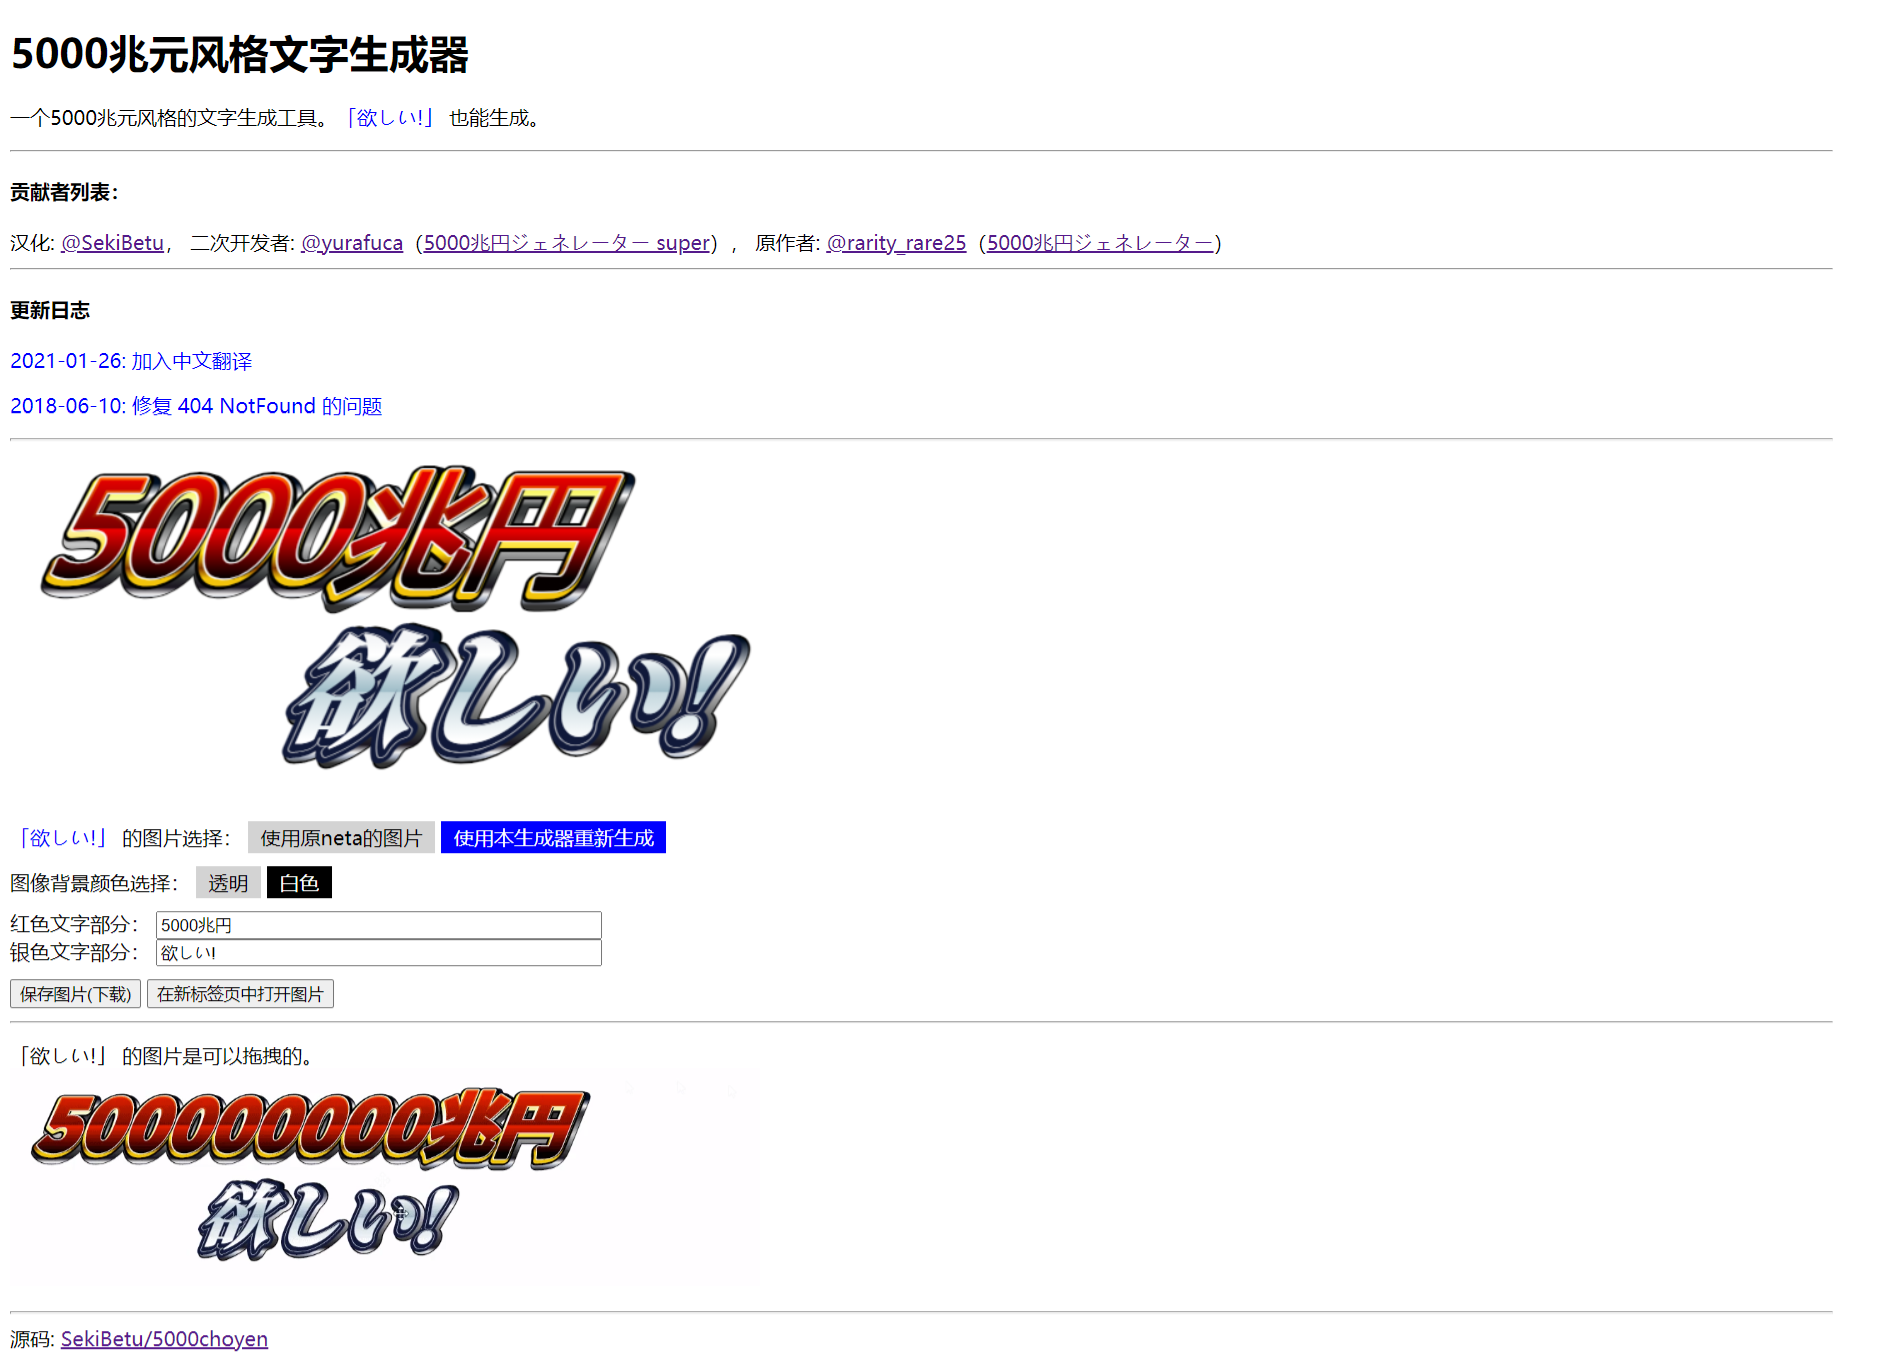 5000兆元风格文字生成器
一个5000兆元风格的文字生成工具。「欲しい!」 也能生成。
贡献者列表：
汉化: @SekiBetu， 二次开发者: @yurafuca（5000兆円ジェネレーター super）， 原作者: @rarity_rare25（5000兆円ジェネレーター）
更新日志
2021-01-26: 加入中文翻译
2018-06-10: 修复 404 NotFound 的问题
5000兆円
欲しい!
「欲しい!」 的图片选择： 使用原neta的图片 使用本生成器重新生成
图像背景颜色选择： 透明 白色
红色文字部分： 5000兆円
银色文字部分： 欲しい!
保存图片(下载) 在新标签页中打开图片
「欲しい!」 的图片是可以拖拽的。
500000000兆円
欲しい!
源码: SekiBetu/5000choyen